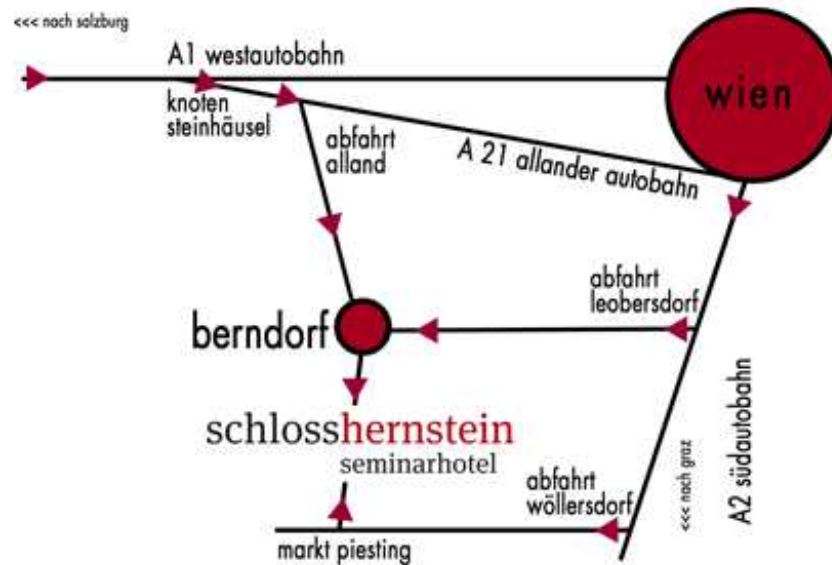 <<< nach salzburg
A1 westautobahn
wien
knoten
steinhäusel
abfahrt
alland
A 21 allander autobahn
abfahrt
leobersdorf
berndorf
schlosshernstein
seminarhotel
abfahrt
wöllersdorf
<<< nach graz
A2 südautobahn
markt piesting